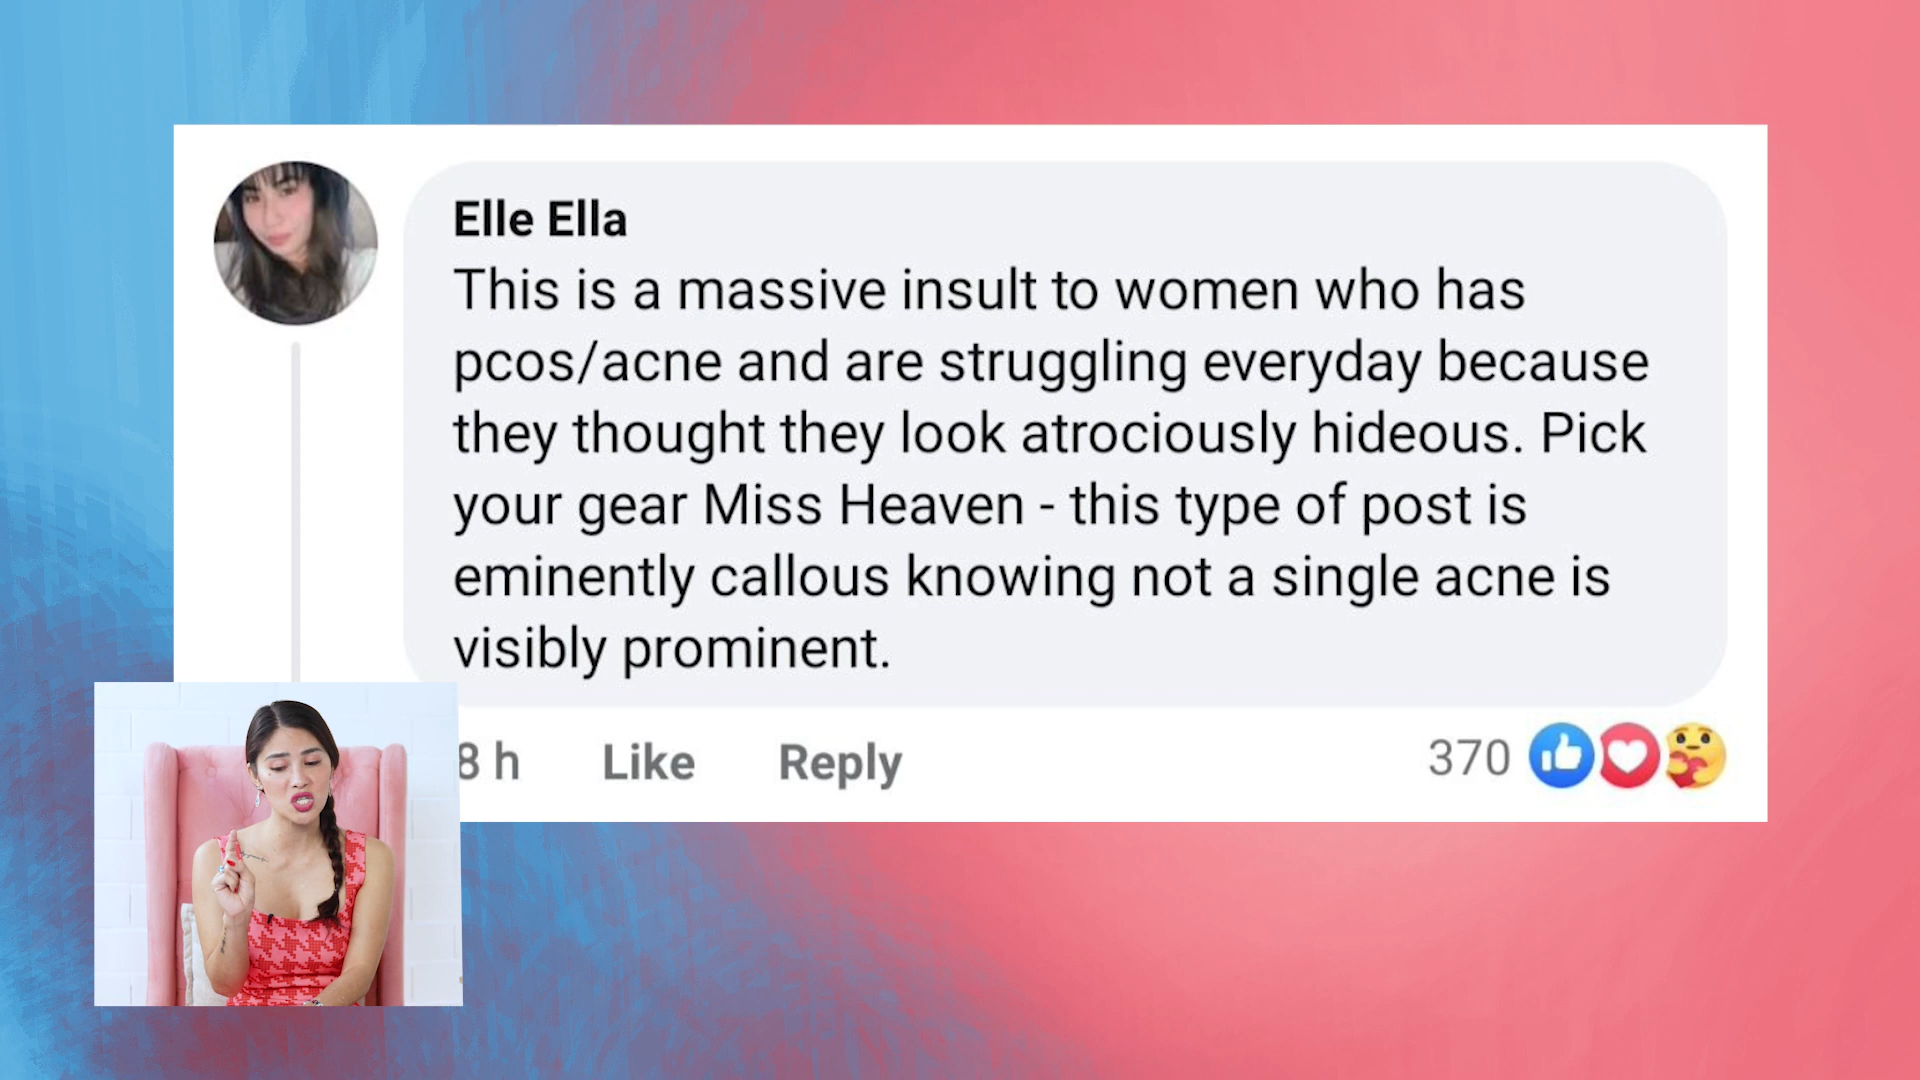 Elle Ella
This is a massive insult to women who has
pcos/acne and are struggling everyday because
they thought they look atrociously hideous. Pick
your gear Miss Heaven - this type of post is
eminently callous knowing not a single acne is
visibly prominent.
8 h Like Reply 370